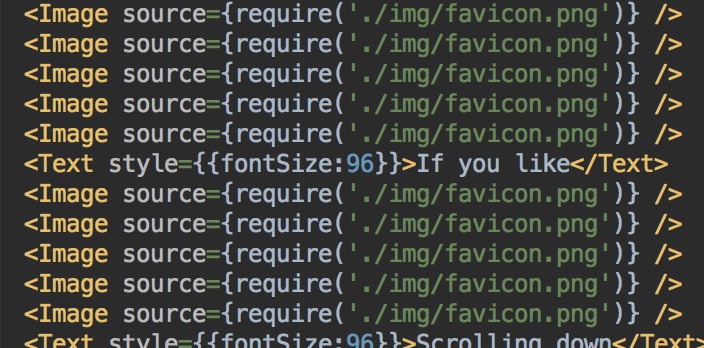 <Image source={require('./img/favicon.png')} />
<Image source={require('./img/favicon.png')} />
<Image source={require('./img/favicon.png')} />
<Image source={require('./img/favicon.png')} />
<Image source={require('./img/favicon.png')} />
<Text style={{fontSize:96}}>If you like</Text>
<Image source={require('./img/favicon.png')} />
<Image source={require('./img/favicon.png')} />
<Image source={require('./img/favicon.png')} />
<Image source={require('./img/favicon.png')} />
<Image source={require('./img/favicon.png')} />
<Text style={{fontSize:96}}>Scrolling down</Text>